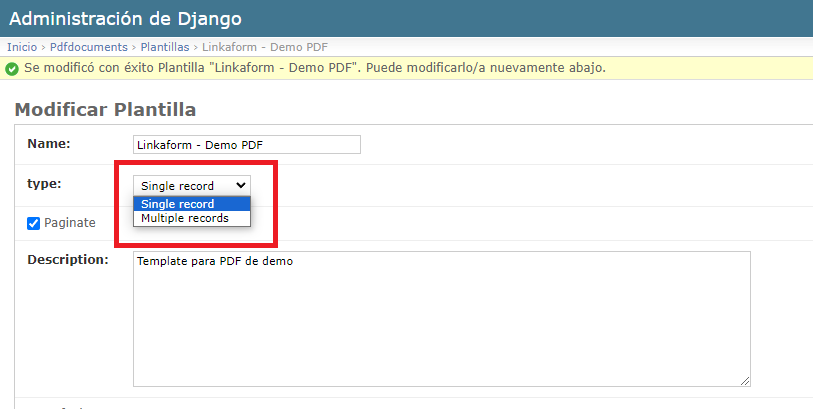 Administración de Django
Inicio › Pdfdocuments › Plantillas › Linkaform - Demo PDF
Se modificó con éxito Plantilla "Linkaform - Demo PDF". Puede modificarlo/a nuevamente abajo.
Modificar Plantilla
Name: Linkaform - Demo PDF
type: Single record
Single record
Multiple records
Paginate
Description: Template para PDF de demo